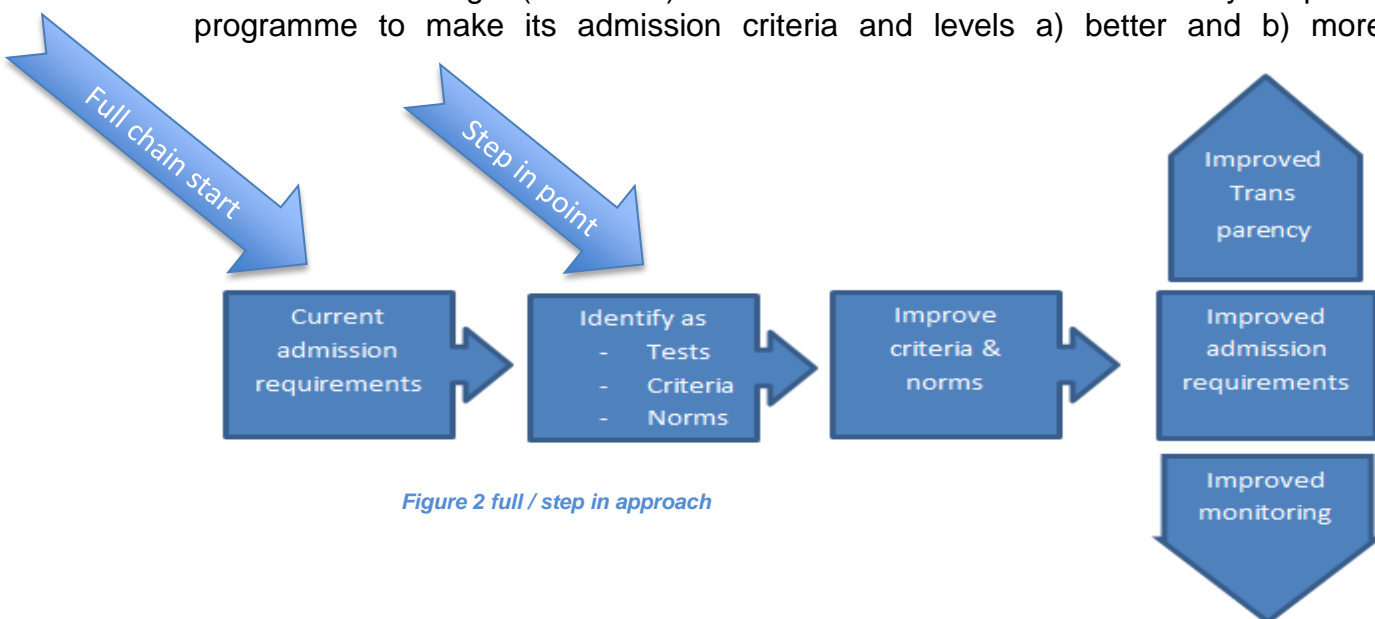 programme to make its admission criteria and levels a) better and b) more
Full chain start
Step in point
Current
admission
requirements
Identify as
- Tests
- Criteria
- Norms
Improve
criteria &
norms
Improved
Trans
parency
Improved
admission
requirements
Improved
monitoring
Figure 2 full / step in approach